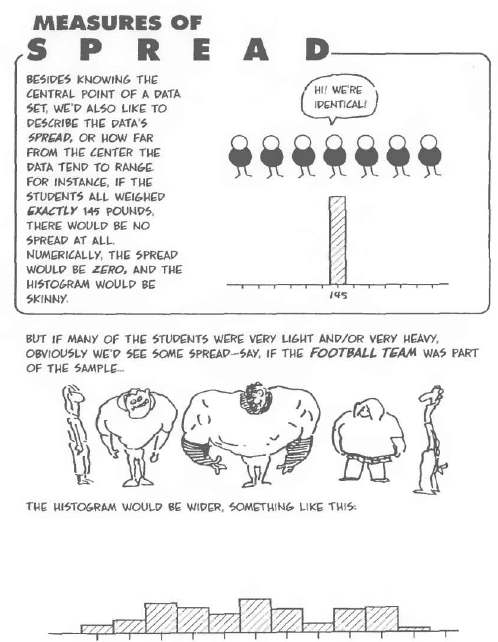 MEASURES OF
SPREAD
BESIDES KNOWING THE
CENTRAL POINT OF A DATA
SET, WE'D ALSO LIKE TO
DESCRIBE THE DATA'S
SPREAD, OR HOW FAR
FROM THE CENTER THE
DATA TEND TO RANGE.
FOR INSTANCE, IF THE
STUDENTS ALL WEIGHED
EXACTLY 145 POUNDS,
THERE WOULD BE NO
SPREAD AT ALL.
NUMERICALLY, THE SPREAD
WOULD BE ZERO, AND THE
HISTOGRAM WOULD BE
SKINNY.
HI! WE'RE
IDENTICAL!
145
BUT IF MANY OF THE STUDENTS WERE VERY LIGHT AND/OR VERY HEAVY,
OBVIOUSLY WE'D SEE SOME SPREAD—SAY, IF THE FOOTBALL TEAM WAS PART
OF THE SAMPLE...
THE HISTOGRAM WOULD BE WIDER, SOMETHING LIKE THIS: